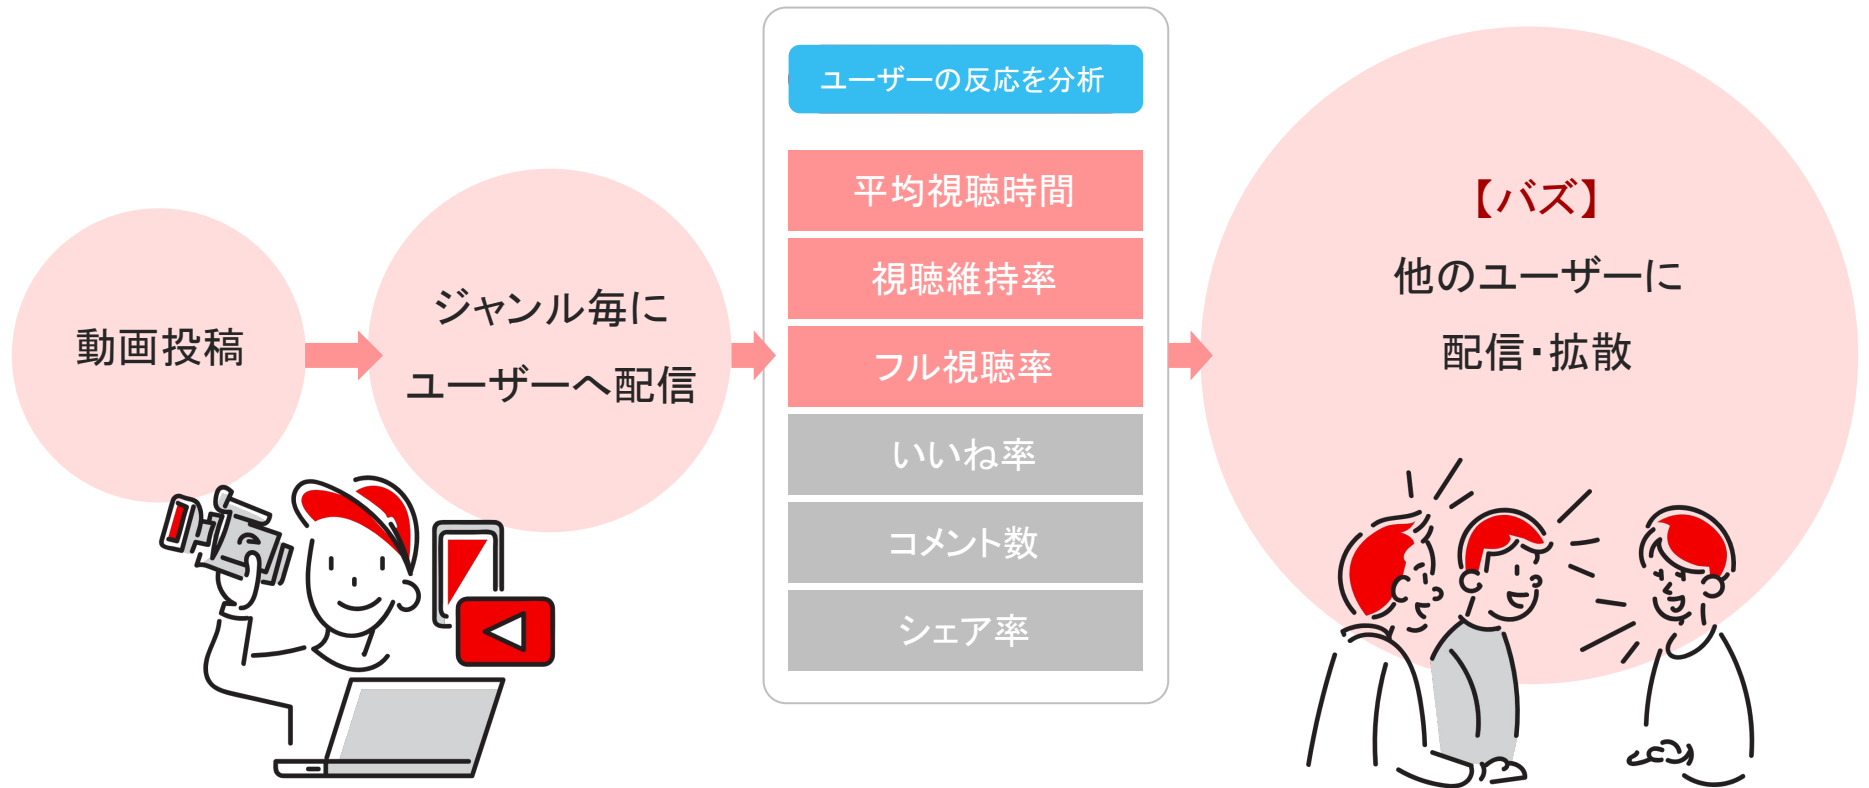 動画投稿
ジャンル毎に
ユーザーへ配信
ユーザーの反応を分析
平均視聴時間
視聴維持率
フル視聴率
いいね率
コメント数
シェア率
【バズ】
他のユーザーに
配信・拡散